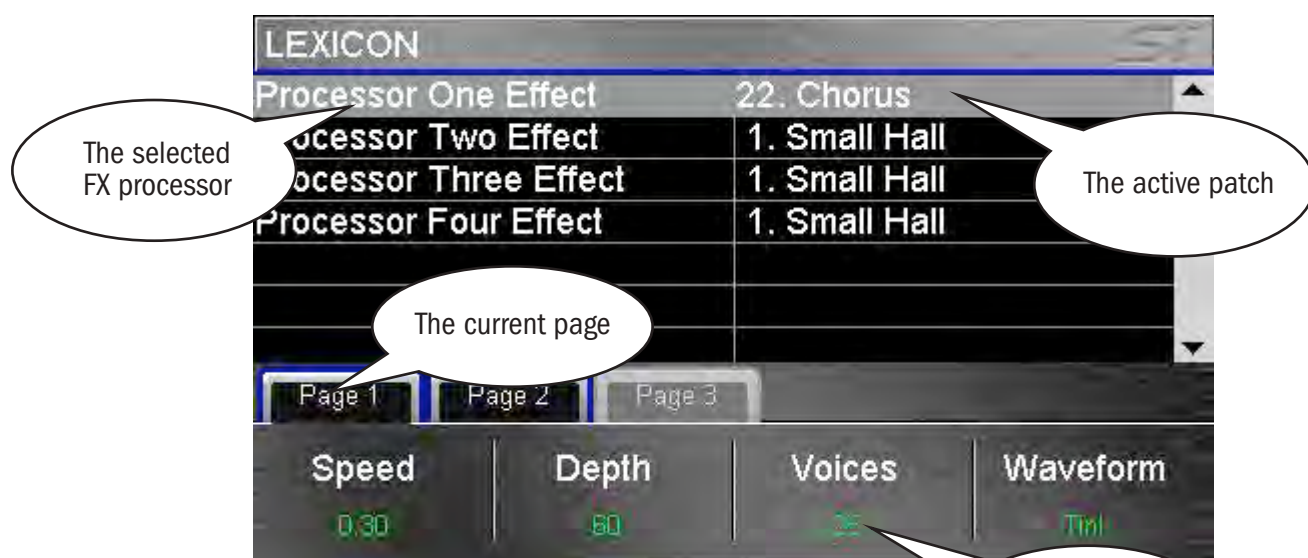 LEXICON
Processor One Effect 22. Chorus
The selected
FX processor
ocessor Two Effect 1. Small Hall
ocessor Three Effect 1. Small Hall
The active patch
Processor Four Effect 1. Small Hall
The current page
Page 1 Page 2 Page 3
Speed Depth Voices Waveform
0.30 60